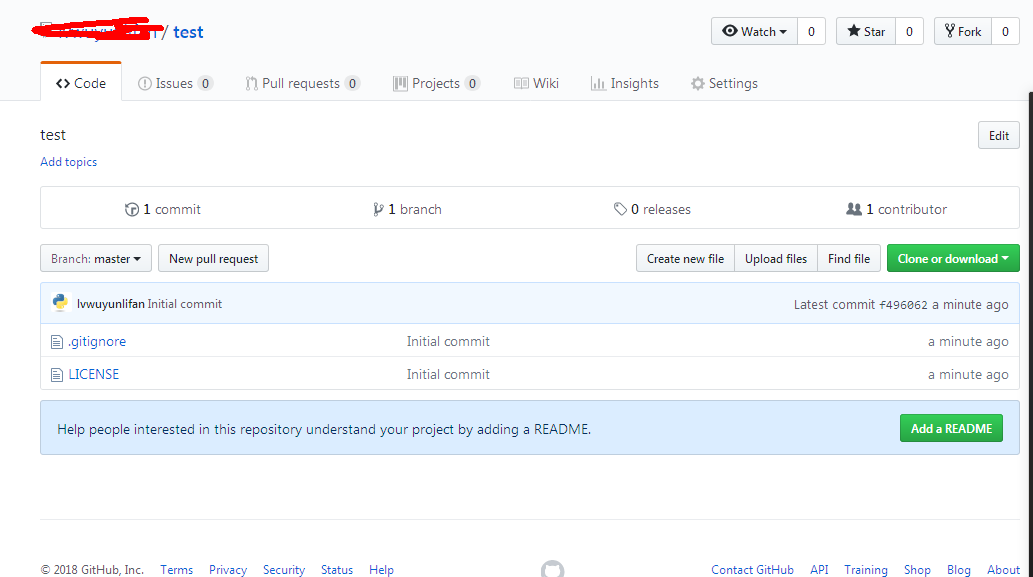 / test
Watch 0 Star 0 Fork 0
Code Issues 0 Pull requests 0 Projects 0 Wiki Insights Settings
test Edit
Add topics
1 commit 1 branch 0 releases 1 contributor
Branch: master New pull request Create new file Upload files Find file Clone or download
lvwuyunlifan Initial commit Latest commit f496062 a minute ago
.gitignore Initial commit a minute ago
LICENSE Initial commit a minute ago
Help people interested in this repository understand your project by adding a README. Add a README
© 2018 GitHub, Inc. Terms Privacy Security Status Help Contact GitHub API Training Shop Blog About